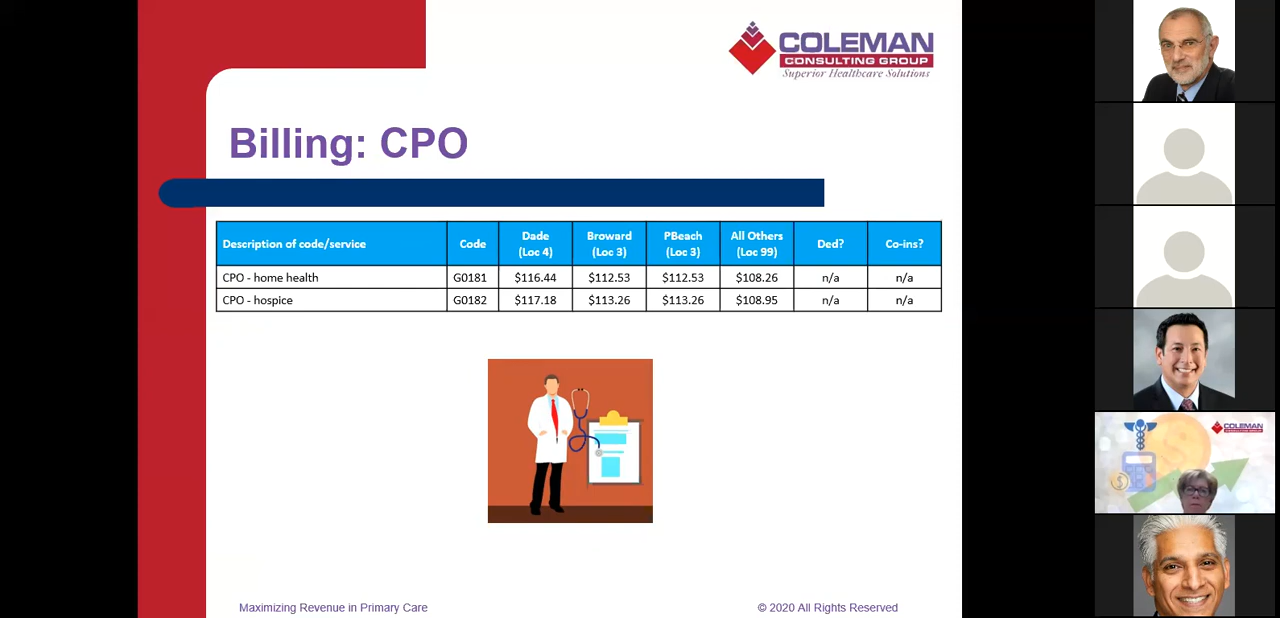 COLEMAN
CONSULTING GROUP
Superior Healthcare Solutions
Billing: CPO
Description of code/service Code Dade (Loc 4) Broward (Loc 3) PBeach (Loc 3) All Others (Loc 99) Ded? Co-ins?
CPO - home health G0181 $116.44 $112.53 $112.53 $108.26 n/a n/a
CPO - hospice G0182 $117.18 $113.26 $113.26 $108.95 n/a n/a
Maximizing Revenue in Primary Care
© 2020 All Rights Reserved
COLEMAN
CONSULTING GROUP